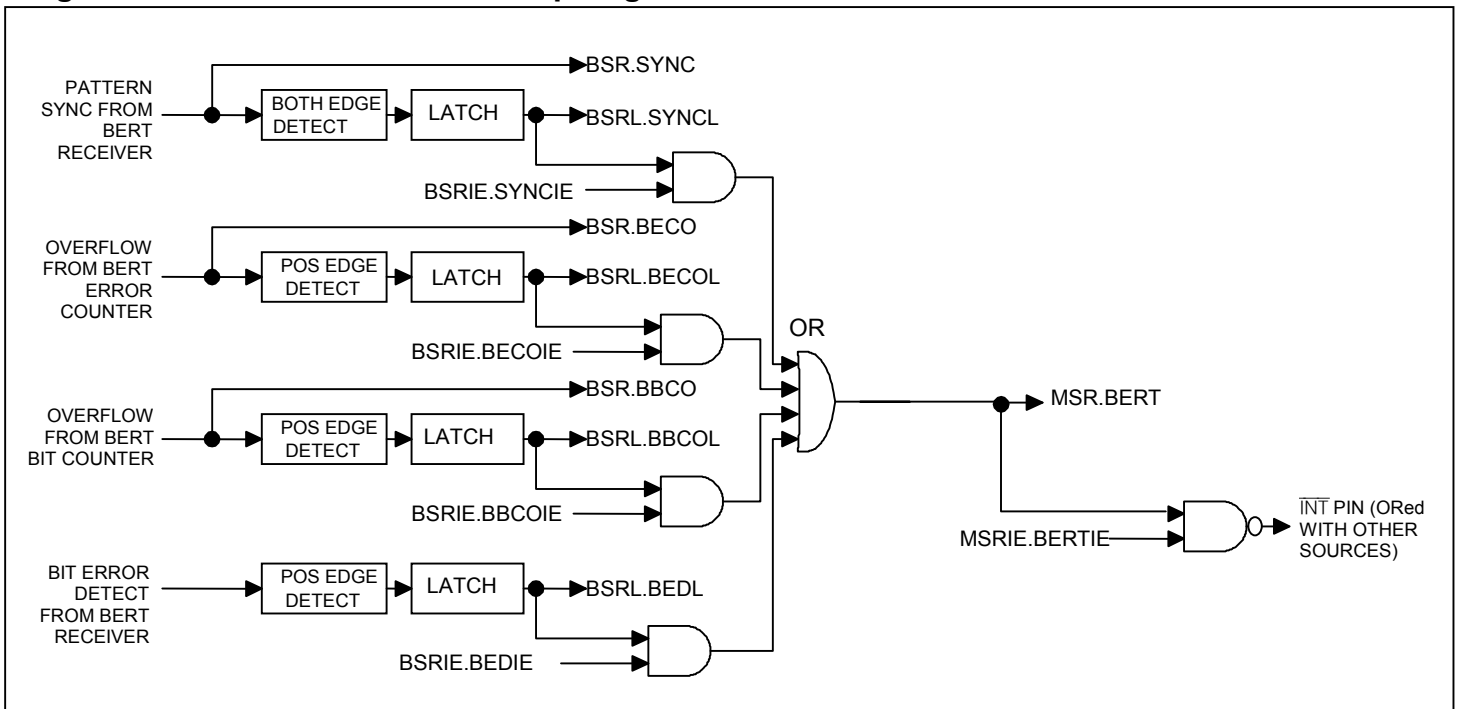 BSR.SYNC
PATTERN
SYNC FROM
BERT
RECEIVER
BOTH EDGE
DETECT
LATCH
BSRL.SYNCL
BSRIE.SYNCIE
BSR.BECO
OVERFLOW
FROM BERT
ERROR
COUNTER
POS EDGE
DETECT
LATCH
BSRL.BECOL
BSRIE.BECOIE
OR
BSR.BBCO
OVERFLOW
FROM BERT
BIT COUNTER
POS EDGE
DETECT
LATCH
BSRL.BBCOL
BSRIE.BBCOIE
MSR.BERT
MSRIE.BERTIE
INT PIN (ORed
WITH OTHER
SOURCES)
BIT ERROR
DETECT
FROM BERT
RECEIVER
POS EDGE
DETECT
LATCH
BSRL.BEDL
BSRIE.BEDIE